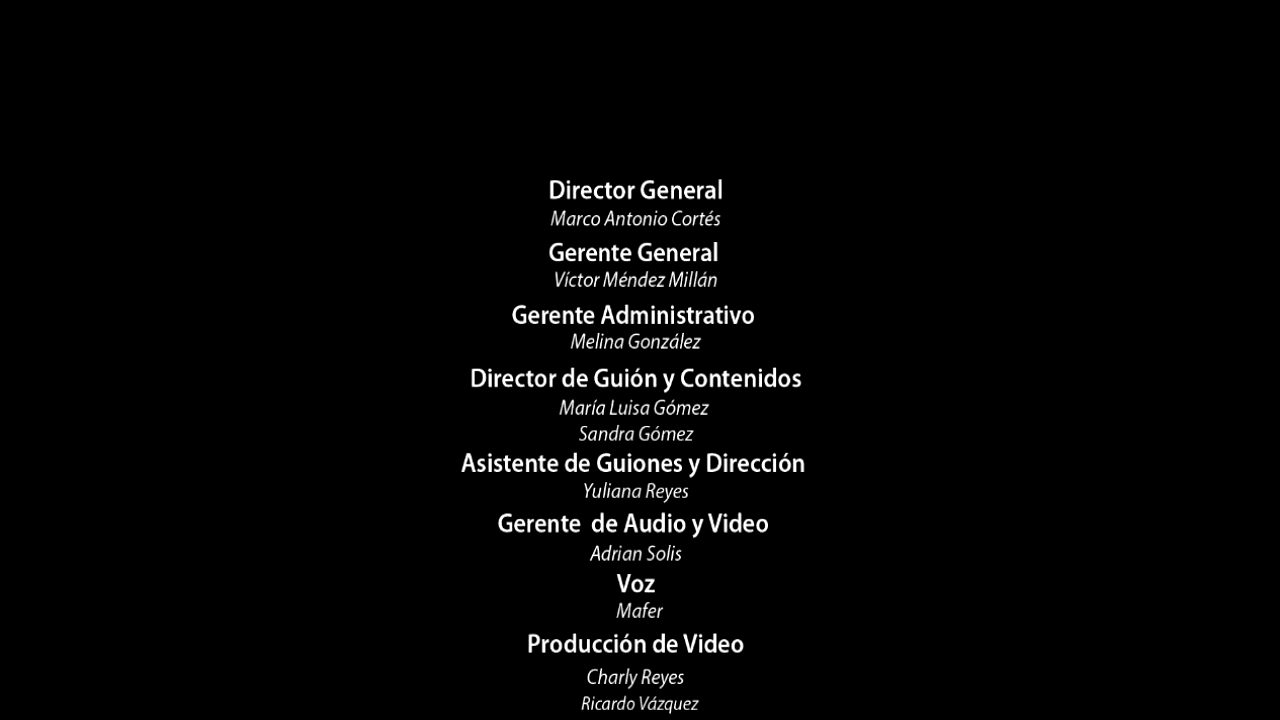 Director General
Marco Antonio Cortés
Gerente General
Víctor Méndez Millán
Gerente Administrativo
Melina González
Director de Guión y Contenidos
María Luisa Gómez
Sandra Gómez
Asistente de Guiones y Dirección
Yuliana Reyes
Gerente  de Audio y Video
Adrian Solis
Voz
Mafer
Producción de Video
Charly Reyes
Ricardo Vázquez